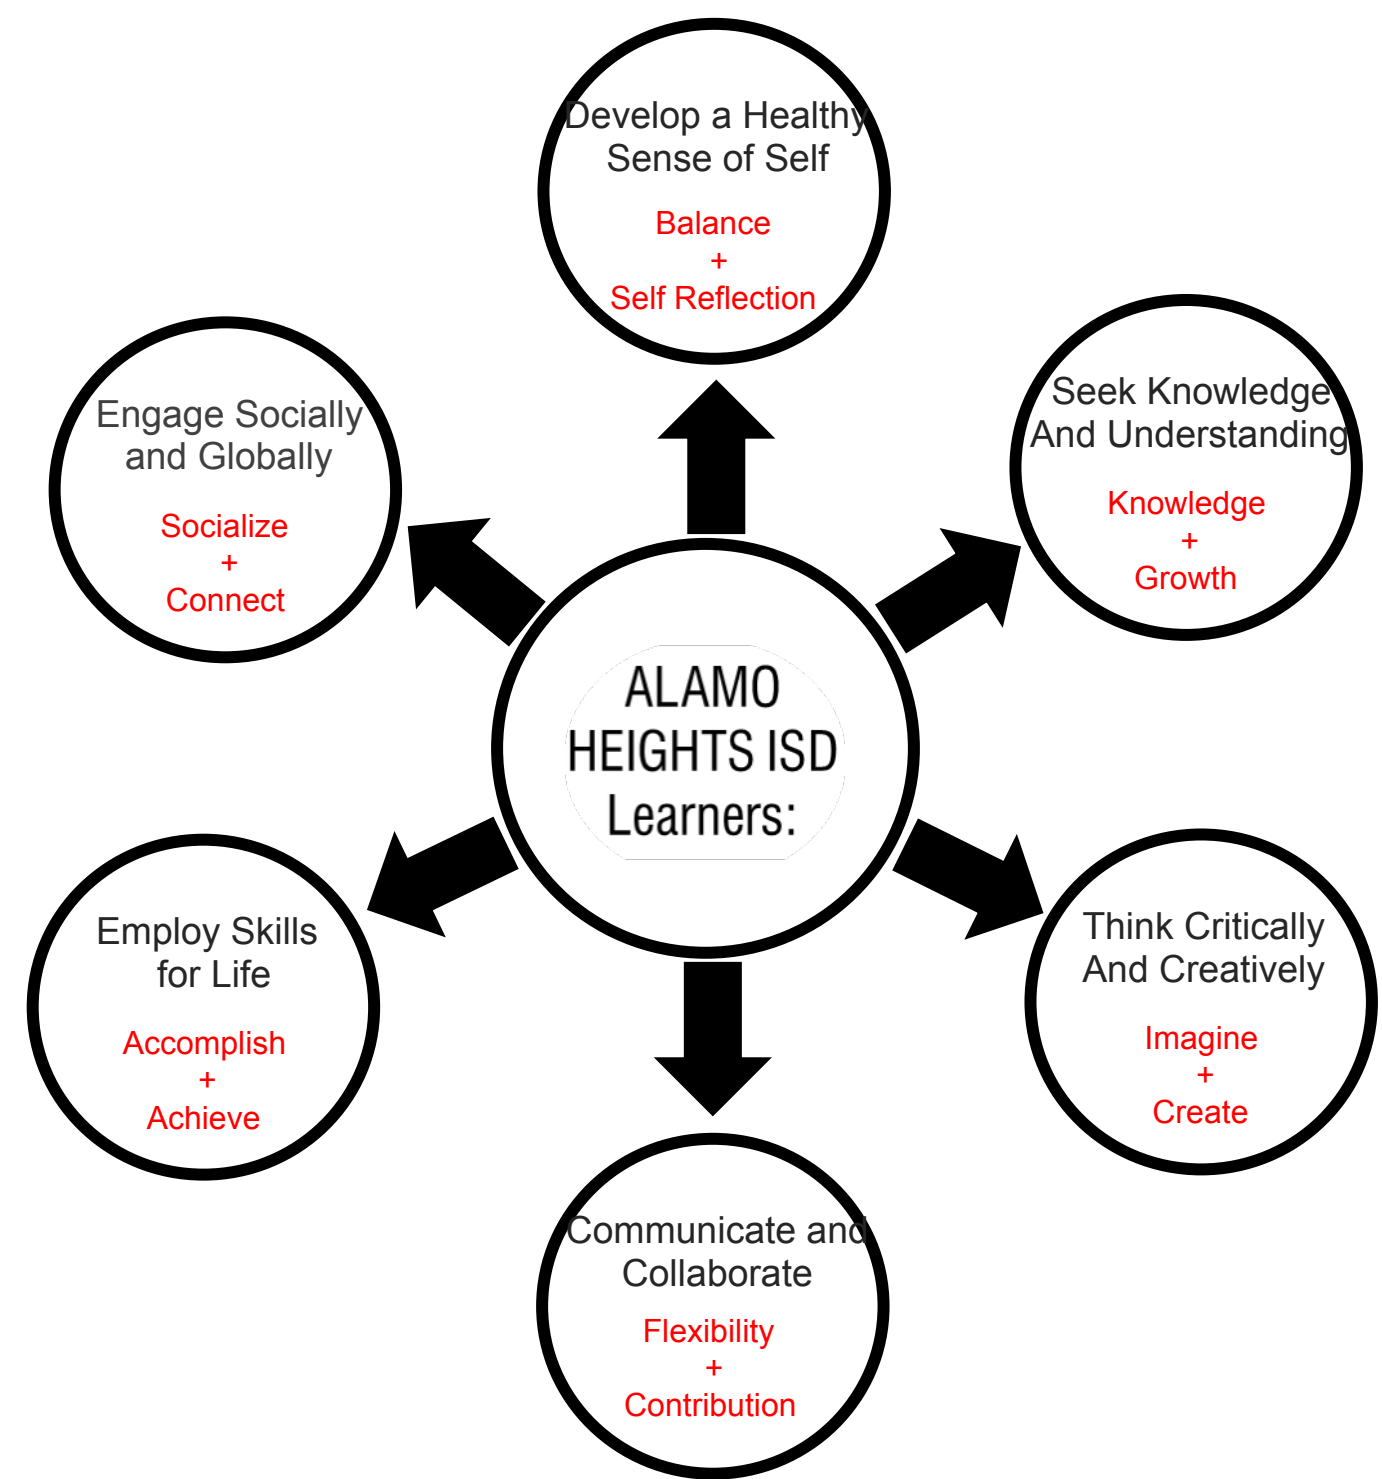 Develop a Healthy
Sense of Self
Balance
+
Self Reflection
Seek Knowledge
And Understanding
Knowledge
+
Growth
Engage Socially
and Globally
Socialize
+
Connect
ALAMO
HEIGHTS ISD
Learners:
Employ Skills
for Life
Accomplish
+
Achieve
Think Critically
And Creatively
Imagine
+
Create
Communicate and
Collaborate
Flexibility
+
Contribution